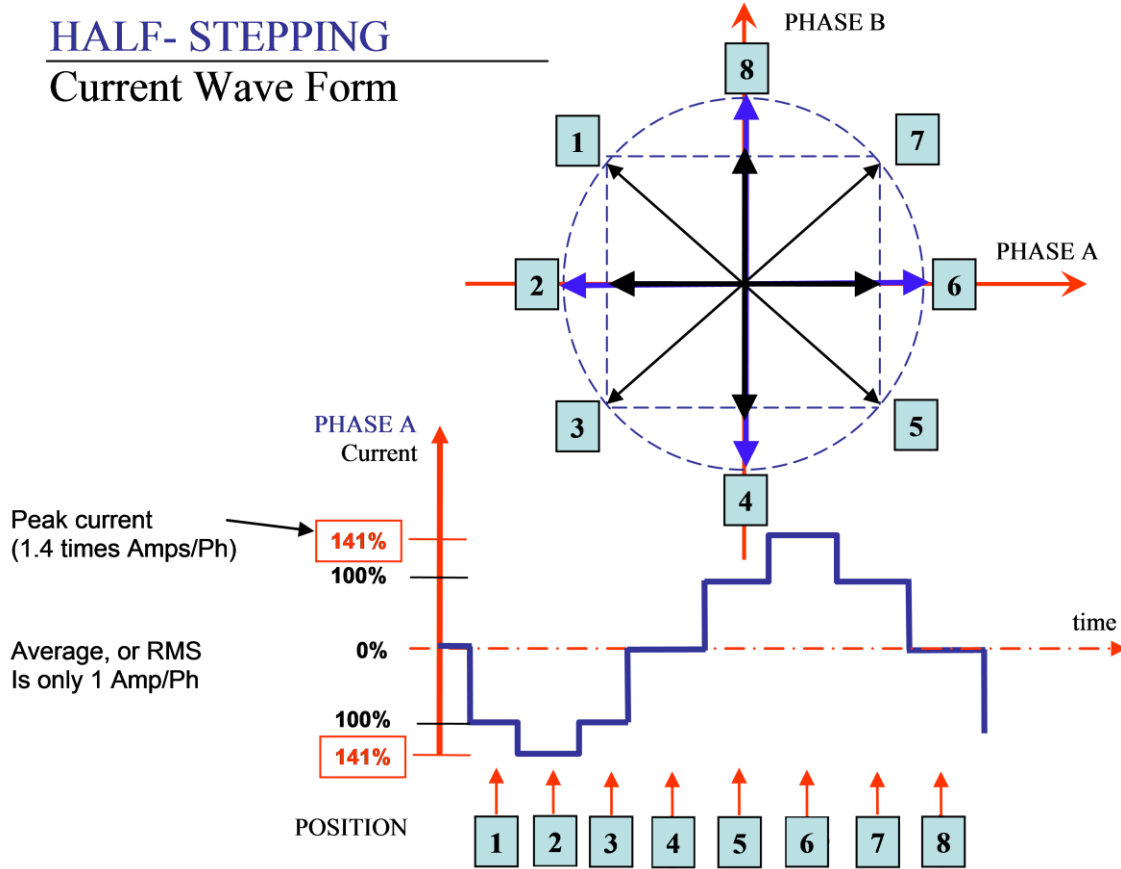 HALF- STEPPING
Current Wave Form
PHASE B
8
1
7
PHASE A
2
6
3
5
4
PHASE A
Current
Peak current
(1.4 times Amps/Ph)
141%
100%
time
Average, or RMS
Is only 1 Amp/Ph
0%
100%
141%
POSITION
1 2 3 4 5 6 7 8